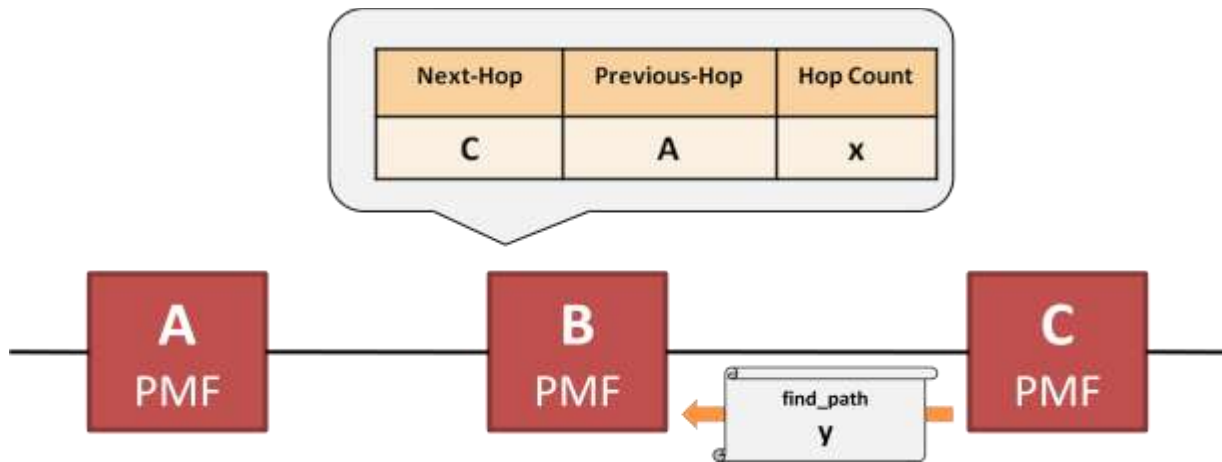 Next-Hop Previous-Hop Hop Count
C A x
A B C
PMF PMF PMF
find_path
y